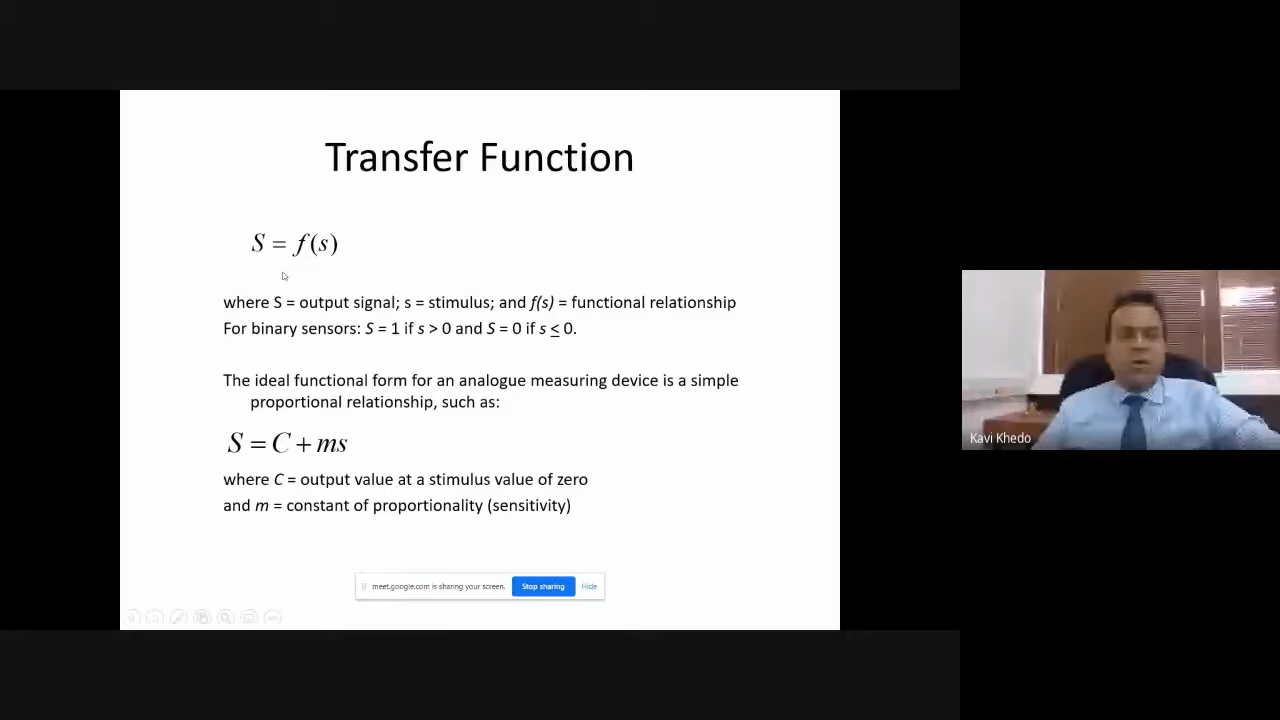 Transfer Function
S = f(s)
where S = output signal; s = stimulus; and f(s) = functional relationship
For binary sensors: S = 1 if s > 0 and S = 0 if s ≤ 0.
The ideal functional form for an analogue measuring device is a simple
proportional relationship, such as:
S = C + ms
where C = output value at a stimulus value of zero
and m = constant of proportionality (sensitivity)
meet.google.com is sharing your screen. Stop sharing Hide
Kavi Khedo